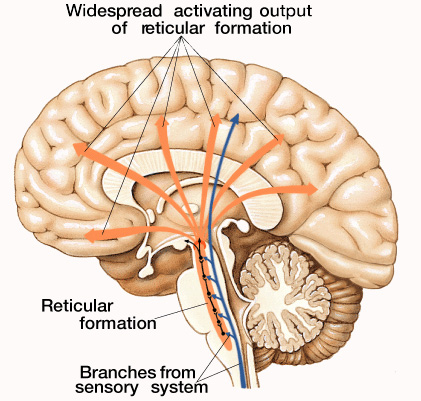 Widespread activating output
of reticular formation
Reticular
formation
Branches from
sensory system